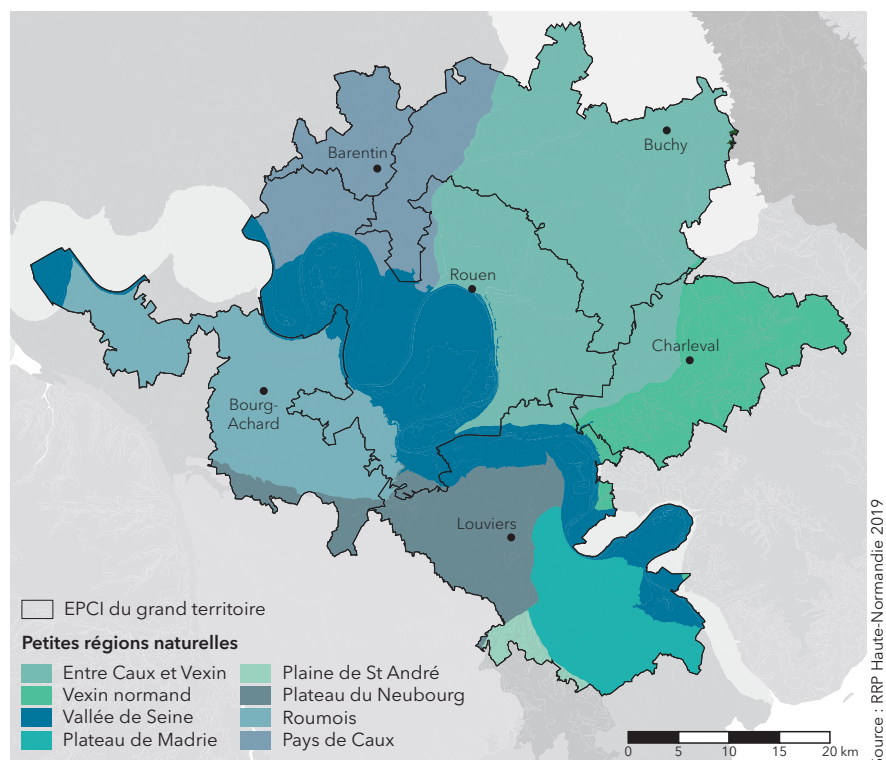 Barentin
Buchy
Rouen
Charleval
Bourg-
Achard
Louviers
EPCI du grand territoire
Petites régions naturelles
Entre Caux et Vexin
Vexin normand
Vallée de Seine
Plateau de Madrie
Plaine de St André
Plateau du Neubourg
Roumois
Pays de Caux
0 5 10 15 20 km
Source : RRP Haute-Normandie 2019